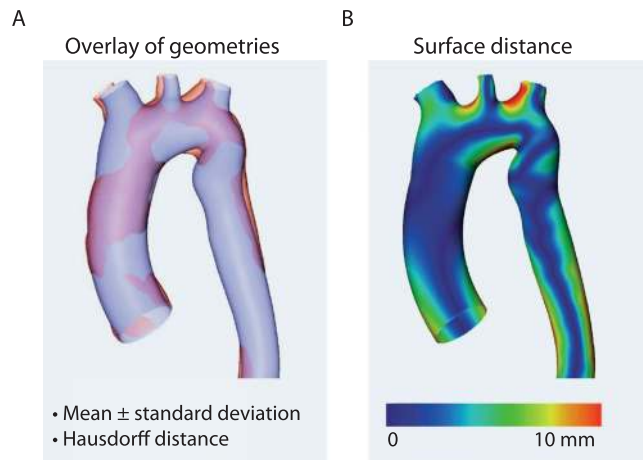 A
B
Overlay of geometries
Surface distance
• Mean ± standard deviation
• Hausdorff distance
0
10 mm